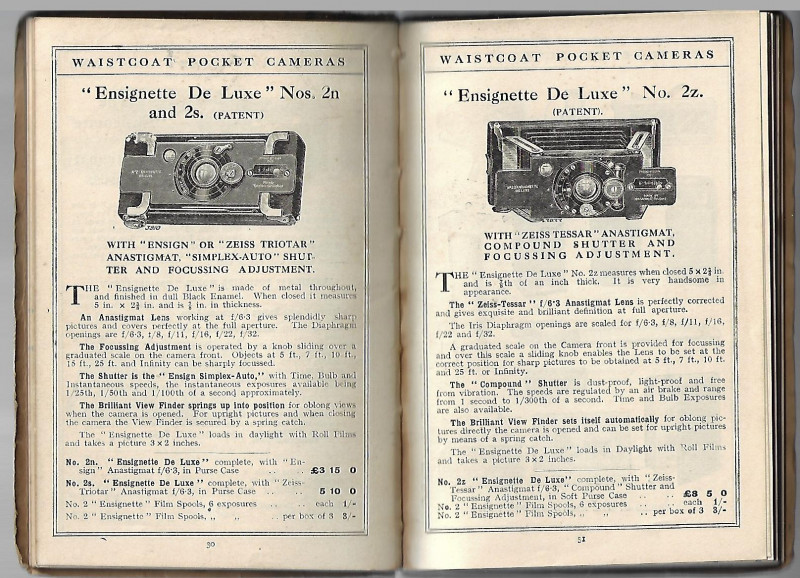 WAISTCOAT POCKET CAMERAS
"Ensignette De Luxe" Nos. 2n
and 2s. (PATENT)
WITH "ENSIGN" OR "ZEISS TRIOTAR"
ANASTIGMAT, "SIMPLEX-AUTO" SHUT-
TER AND FOCUSSING ADJUSTMENT.
THE "Ensignette De Luxe" is made of metal throughout,
and finished in dull Black Enamel. When closed it measures
5 in. × 2¾ in. and is ⅞ in. in thickness.
An Anastigmat Lens working at f/6·3 gives splendidly sharp
pictures and covers perfectly at the full aperture. The Diaphragm
openings are f/6·3, f/8, f/11, f/16, f/22, f/32.
The Focussing Adjustment is operated by a knob sliding over a
graduated scale on the camera front. Objects at 5 ft., 7 ft., 10 ft.,
15 ft., 25 ft. and Infinity can be sharply focussed.
The Shutter is the "Ensign Simplex-Auto," with Time, Bulb and
Instantaneous speeds, the instantaneous exposures available being
1/25th, 1/50th and 1/100th of a second approximately.
The Brilliant View Finder springs up into position for oblong views
when the camera is opened. For upright pictures and when closing
the camera the View Finder is secured by a spring catch.
The "Ensignette De Luxe" loads in daylight with Roll Films
and takes a picture 3 × 2 inches.
No. 2n. "Ensignette De Luxe" complete, with "En-
sign" Anastigmat f/6·3, in Purse Case .. £3 15 0
No. 2s. "Ensignette De Luxe" complete, with "Zeiss-
Triotar" Anastigmat f/6·3, in Purse Case .. .. 5 10 0
No. 2 "Ensignette" Film Spools, 6 exposures .. .. each 1/-
No. 2 "Ensignette" Film Spools, „ „ .. per box of 3 3/-
30
WAISTCOAT POCKET CAMERAS
"Ensignette De Luxe" No. 2z.
(PATENT).
WITH "ZEISS TESSAR" ANASTIGMAT,
COMPOUND SHUTTER AND
FOCUSSING ADJUSTMENT.
THE "Ensignette De Luxe" No. 2z measures when closed 5 × 2¾ in.
and is ⅞th of an inch thick. It is very handsome in
appearance.
The "Zeiss-Tessar" f/6·3 Anastigmat Lens is perfectly corrected
and gives exquisite and brilliant definition at full aperture.
The Iris Diaphragm openings are scaled for f/6·3, f/8, f/11, f/16,
f/22 and f/32.
A graduated scale on the Camera front is provided for focussing
and over this scale a sliding knob enables the Lens to be set at the
correct position for sharp pictures to be obtained at 5 ft., 7 ft., 10 ft.
and 25 ft. or Infinity.
The "Compound" Shutter is dust-proof, light-proof and free
from vibration. The speeds are regulated by an air brake and range
from 1 second to 1/300th of a second. Time and Bulb Exposures
are also available.
The Brilliant View Finder sets itself automatically for oblong pic-
tures directly the camera is opened and can be set for upright pictures
by means of a spring catch.
The "Ensignette De Luxe" loads in Daylight with Roll Films
and takes a picture 3 × 2 inches.
No. 2z "Ensignette De Luxe" complete, with "Zeiss-
Tessar" Anastigmat f/6·3, "Compound" Shutter and
Focussing Adjustment, in Soft Purse Case .. .. £8 5 0
No. 2 "Ensignette" Film Spools, 6 exposures .. .. each 1/-
No. 2 "Ensignette" Film Spools, „ „ .. per box of 3 3/-
31